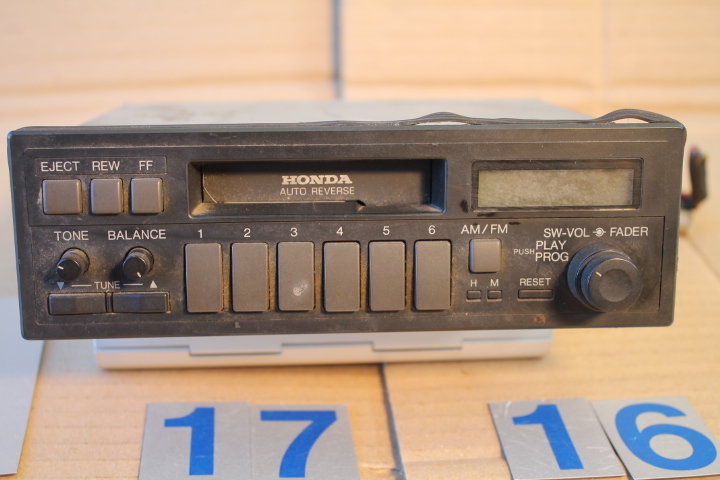 EJECT REW FF
HONDA
AUTO REVERSE
TONE BALANCE
1 2 3 4 5 6
AM/FM
SW-VOL FADER
PUSH PLAY
PROG
▼ TUNE ▲
H M RESET
17 16